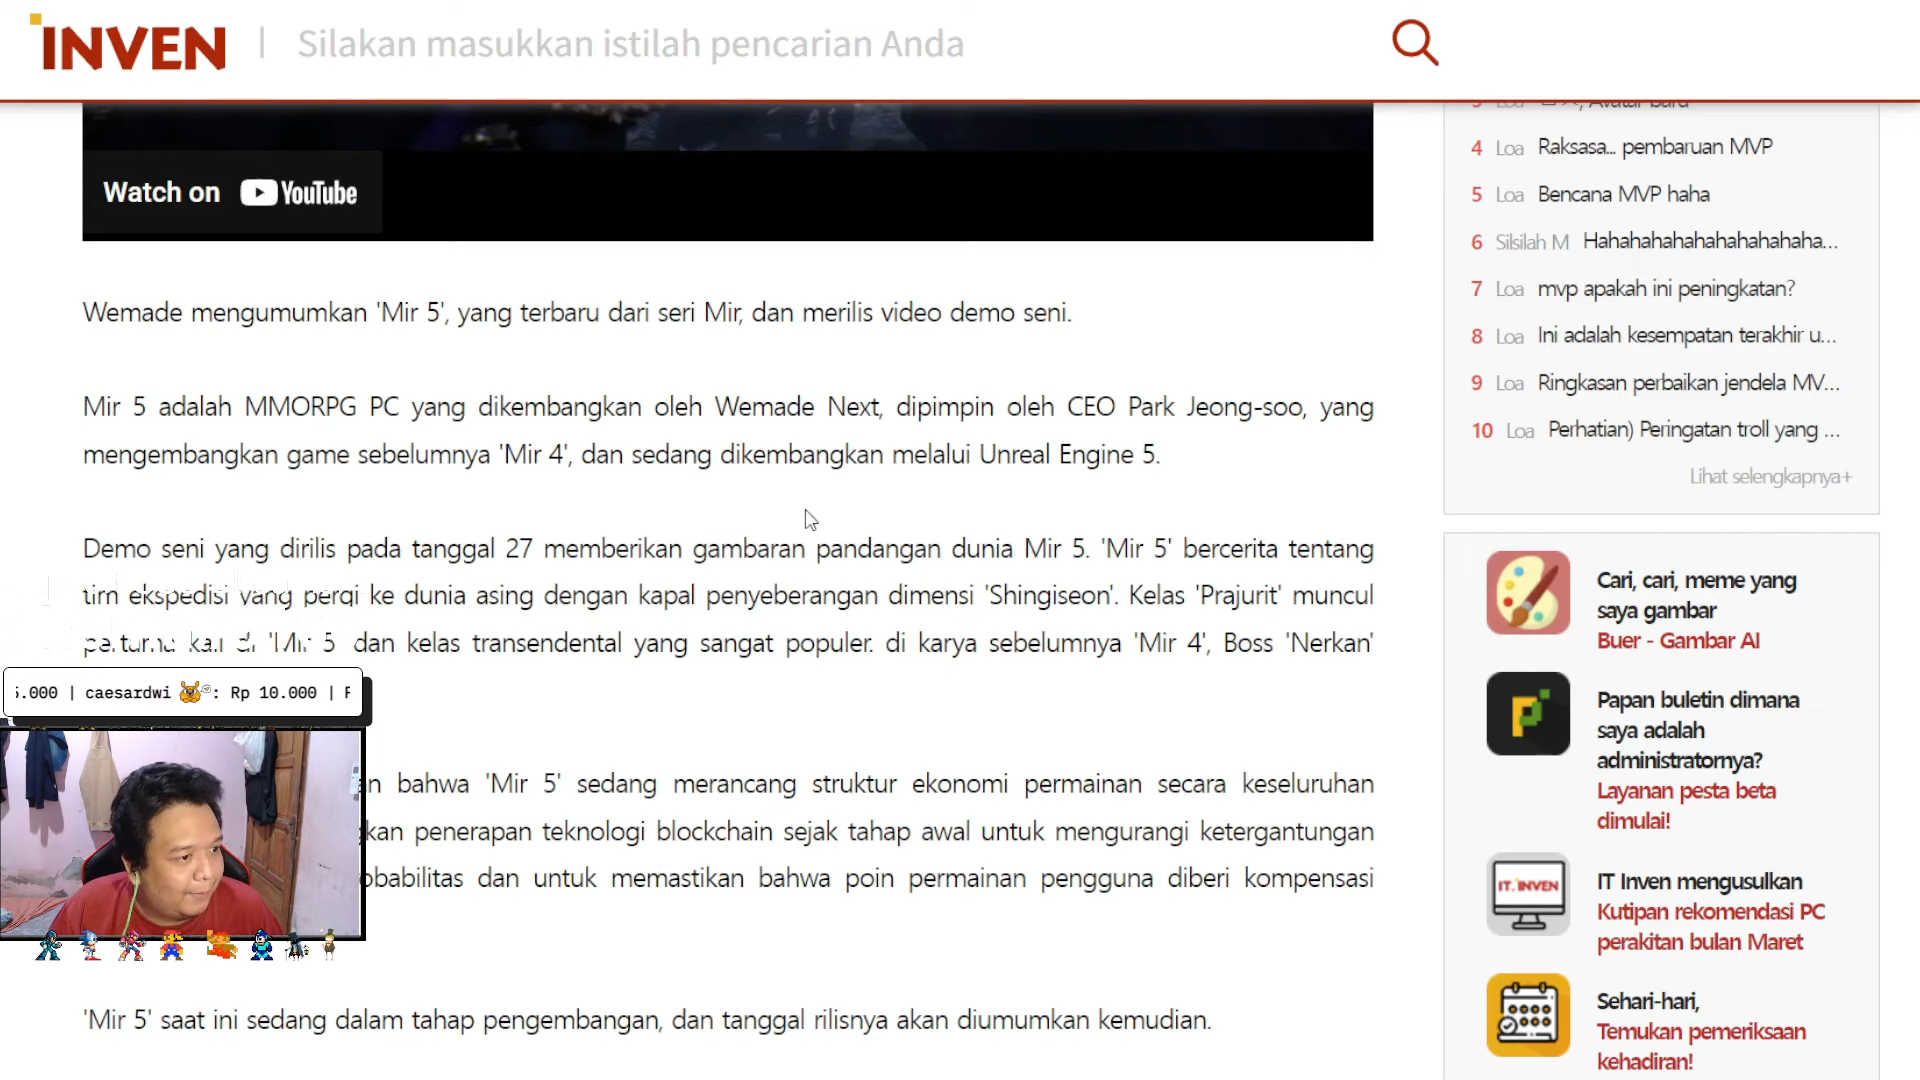 INVEN
Silakan masukkan istilah pencarian Anda
Watch on YouTube
Wemade mengumumkan 'Mir 5', yang terbaru dari seri Mir, dan merilis video demo seni.
Mir 5 adalah MMORPG PC yang dikembangkan oleh Wemade Next, dipimpin oleh CEO Park Jeong-soo, yang
mengembangkan game sebelumnya 'Mir 4', dan sedang dikembangkan melalui Unreal Engine 5.
Demo seni yang dirilis pada tanggal 27 memberikan gambaran pandangan dunia Mir 5. 'Mir 5' bercerita tentang
tim ekspedisi yang pergi ke dunia asing dengan kapal penyeberangan dimensi 'Shingiseon'. Kelas 'Prajurit' muncul
'Mir 5' dan kelas transendental yang sangat populer. di karya sebelumnya 'Mir 4', Boss 'Nerkan'
5.000 | caesardwi : Rp 10.000 |
bahwa 'Mir 5' sedang merancang struktur ekonomi permainan secara keseluruhan
penerapan teknologi blockchain sejak tahap awal untuk mengurangi ketergantungan
dan untuk memastikan bahwa poin permainan pengguna diberi kompensasi
'Mir 5' saat ini sedang dalam tahap pengembangan, dan tanggal rilisnya akan diumumkan kemudian.
4 Loa Raksasa... pembaruan MVP
5 Loa Bencana MVP haha
6 Silsilah M Hahahahahahahahahaha...
7 Loa mvp apakah ini peningkatan?
8 Loa Ini adalah kesempatan terakhir u...
9 Loa Ringkasan perbaikan jendela MV...
10 Loa Perhatian) Peringatan troll yang ...
Lihat selengkapnya+
Cari, cari, meme yang
saya gambar
Buer - Gambar AI
Papan buletin dimana
saya adalah
administratornya?
Layanan pesta beta
dimulai!
IT.INVEN
IT Inven mengusulkan
Kutipan rekomendasi PC
perakitan bulan Maret
Sehari-hari,
Temukan pemeriksaan
kehadiran!